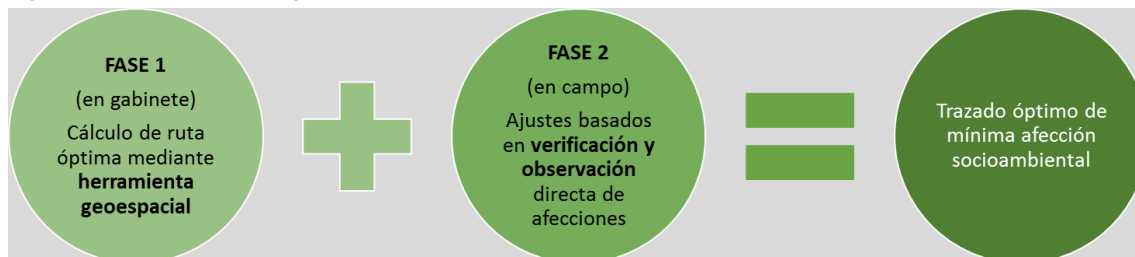 FASE 1
(en gabinete)
Cálculo de ruta
óptima mediante
herramienta
geoespacial
FASE 2
(en campo)
Ajustes basados
en verificación y
observación
directa de
afecciones
Trazado óptimo de
mínima afección
socioambiental